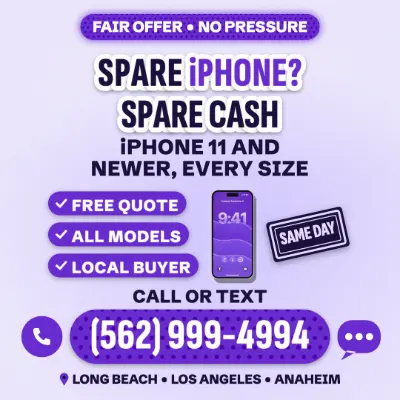 FAIR OFFER • NO PRESSURE
SPARE iPHONE?
SPARE CASH
iPHONE 11 AND
NEWER, EVERY SIZE
✓ FREE QUOTE
✓ ALL MODELS
✓ LOCAL BUYER
9:41
SAME DAY
CALL OR TEXT
(562) 999-4994
LONG BEACH • LOS ANGELES • ANAHEIM